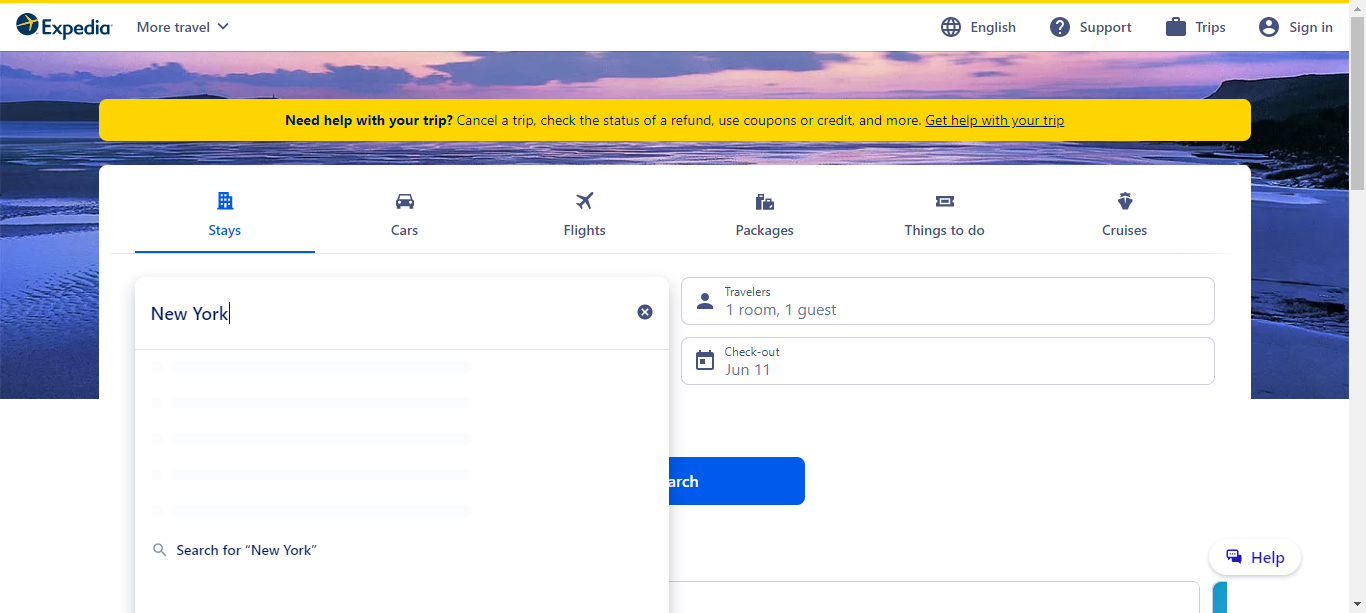 Expedia
More travel
English
Support
Trips
Sign in
Need help with your trip? Cancel a trip, check the status of a refund, use coupons or credit, and more. Get help with your trip
Stays
Cars
Flights
Packages
Things to do
Cruises
New York
Travelers
1 room, 1 guest
Check-out
Jun 11
arch
Search for “New York”
Help